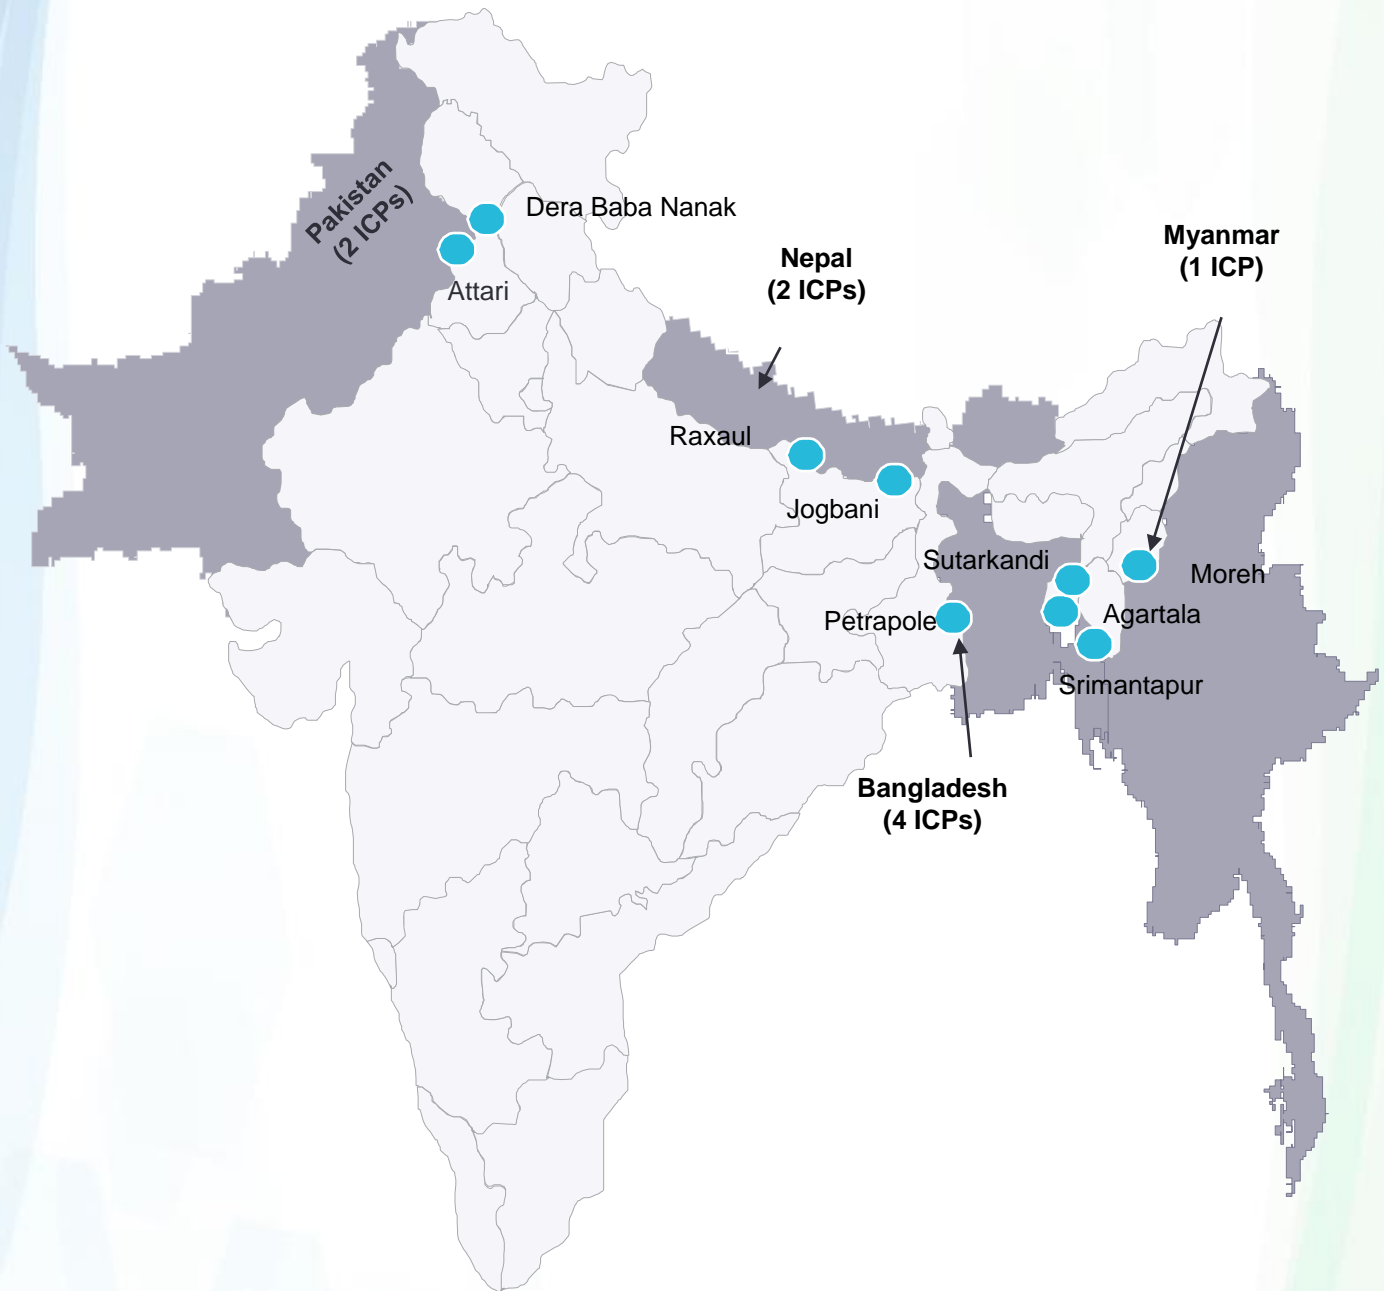 Pakistan
(2 ICPs)
Dera Baba Nanak
Attari
Nepal
(2 ICPs)
Myanmar
(1 ICP)
Raxaul
Jogbani
Sutarkandi
Moreh
Petrapole
Agartala
Srimantapur
Bangladesh
(4 ICPs)